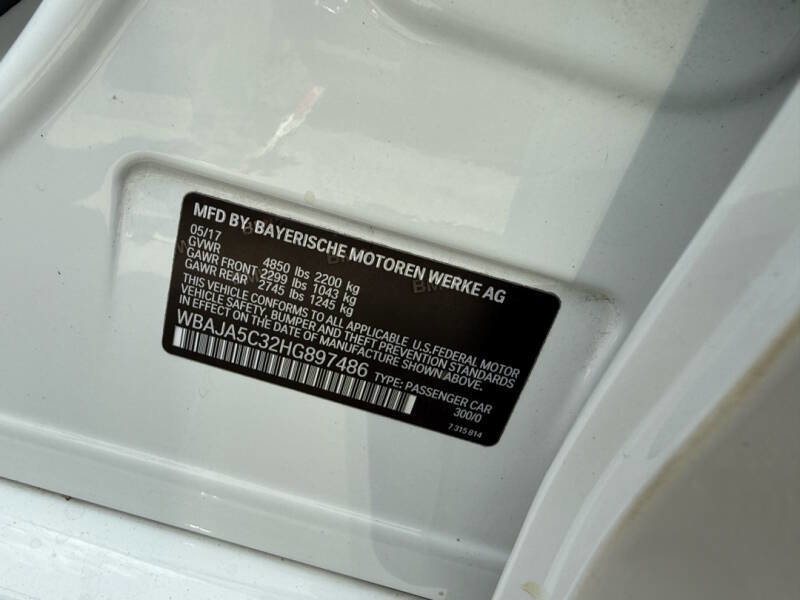 MFD BY BAYERISCHE MOTOREN WERKE AG
05/17
GVWR 4850 lbs 2200 kg
GAWR FRONT 2299 lbs 1043 kg
GAWR REAR 2745 lbs 1245 kg
THIS VEHICLE CONFORMS TO ALL APPLICABLE U.S.FEDERAL MOTOR
VEHICLE SAFETY, BUMPER AND THEFT PREVENTION STANDARDS
IN EFFECT ON THE DATE OF MANUFACTURE SHOWN ABOVE.
WBAJA5C32HG897486
TYPE: PASSENGER CAR
300/0
7 315 814